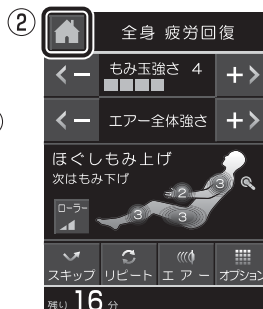 ②
全身 疲労回復
もみ玉強さ 4
エアー全体強さ
ほぐしもみ上げ
次はもみ下げ
ローラー
2
3
3
3
スキップ リピート エアー オプション
残り 16 分